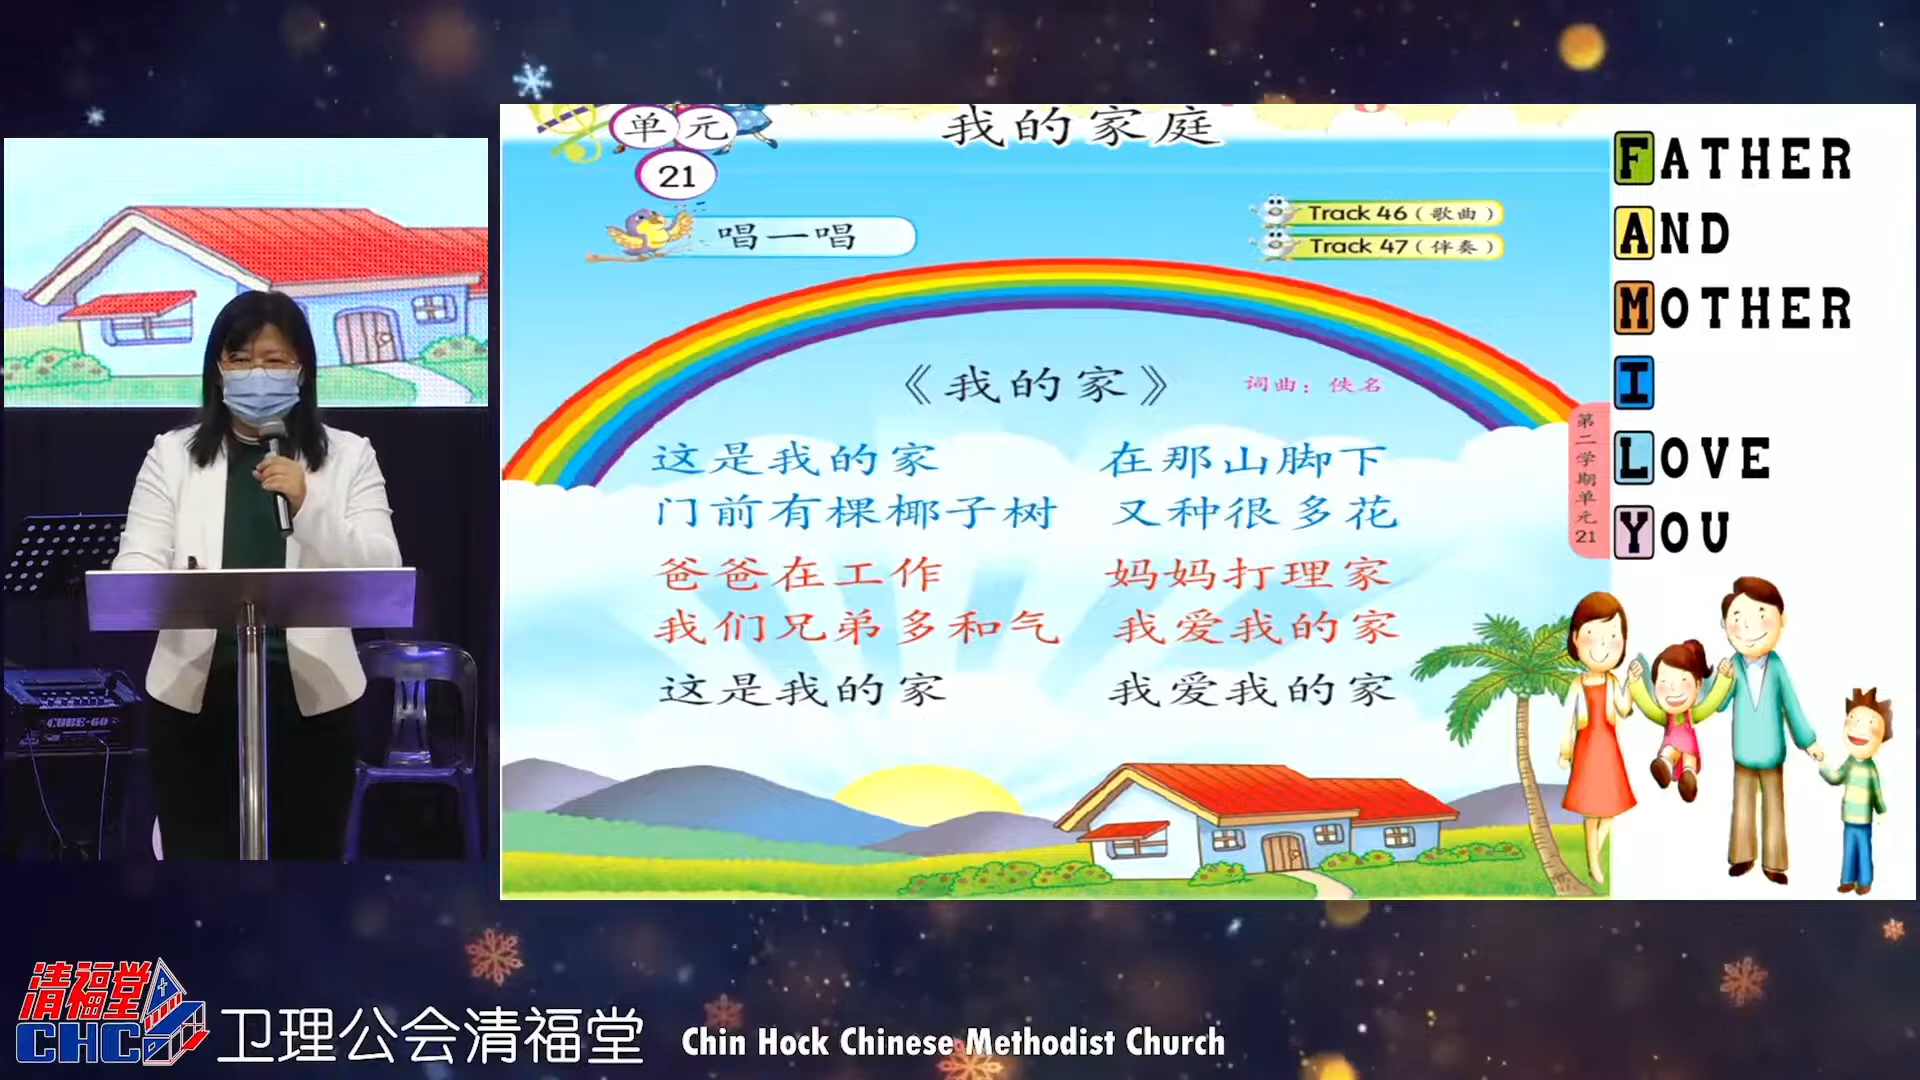 单元
21
我的家庭
唱一唱
Track 46 (歌曲)
Track 47 (伴奏)
《我的家》
词曲：佚名
这是我的家 在那山脚下
门前有棵椰子树 又种很多花
爸爸在工作 妈妈打理家
我们兄弟多和气 我爱我的家
这是我的家 我爱我的家
第二学期单元21
FATHER
AND
MOTHER
I
LOVE
YOU
CUBE-60
清福堂
CHC
卫理公会清福堂
Chin Hock Chinese Methodist Church